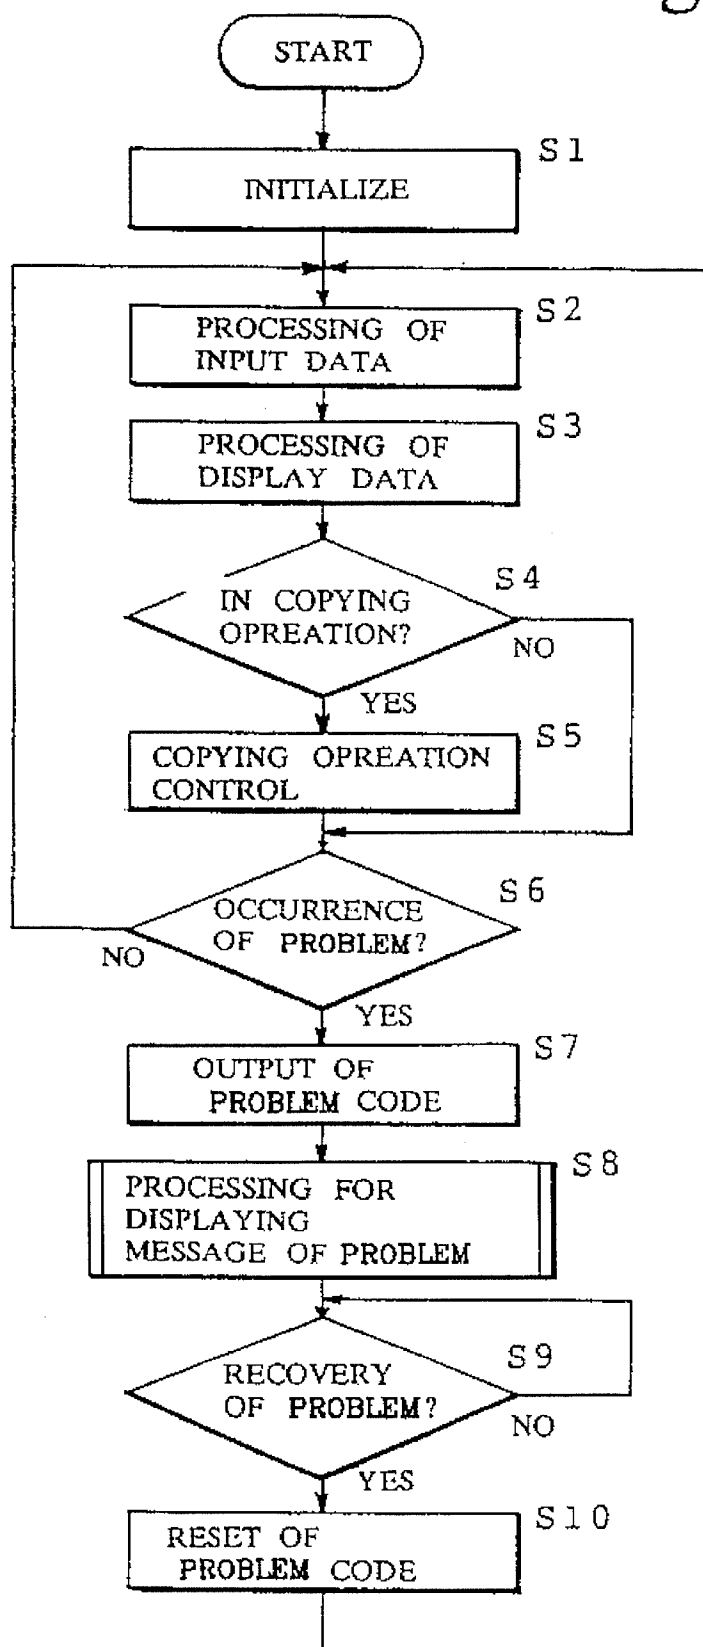 START
S1
INITIALIZE
S2
PROCESSING OF
INPUT DATA
S3
PROCESSING OF
DISPLAY DATA
S4
IN COPYING
OPREATION?
NO
YES
S5
COPYING OPREATION
CONTROL
S6
OCCURRENCE
OF PROBLEM?
NO
YES
S7
OUTPUT OF
PROBLEM CODE
S8
PROCESSING FOR
DISPLAYING
MESSAGE OF PROBLEM
S9
RECOVERY
OF PROBLEM?
NO
YES
S10
RESET OF
PROBLEM CODE